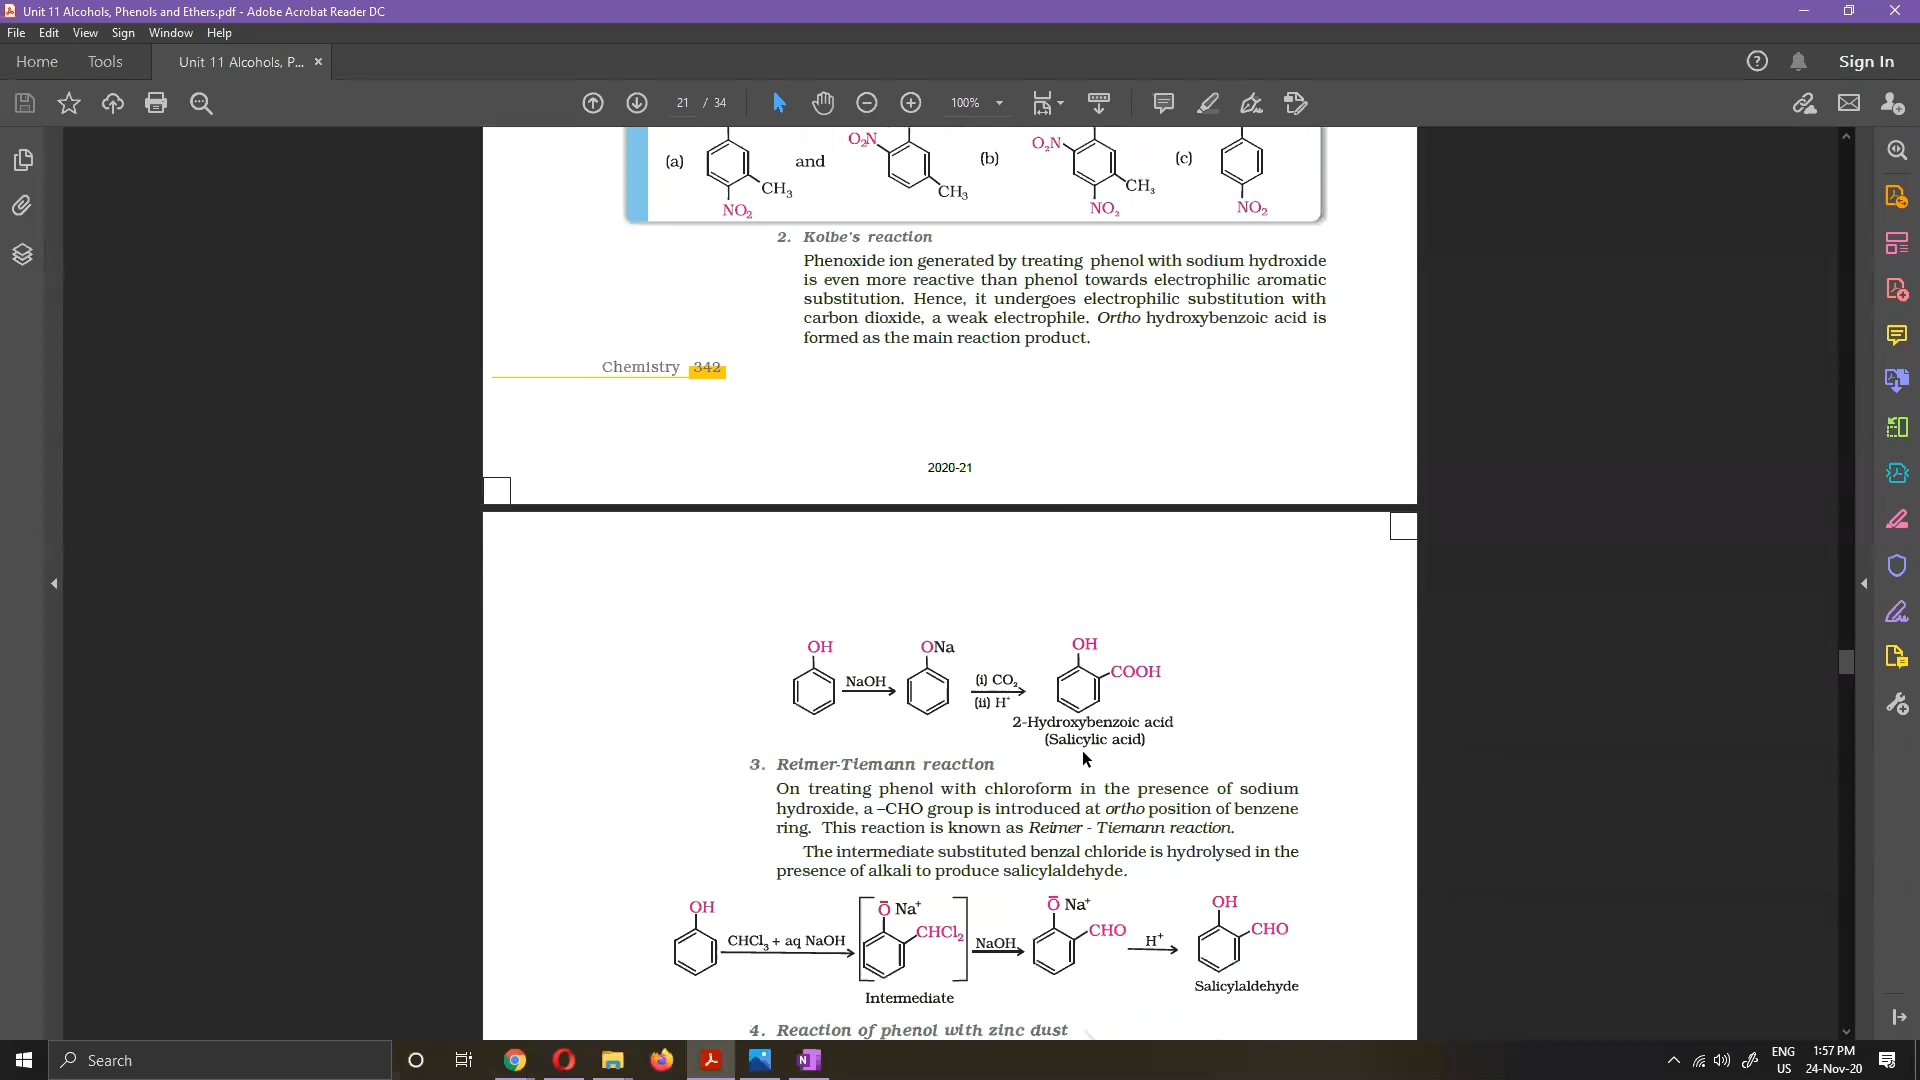 Unit 11 Alcohols, Phenols and Ethers.pdf - Adobe Acrobat Reader DC
File Edit View Sign Window Help
Home Tools Unit 11 Alcohols, P... × Sign In
21 / 34 100%
(a) CH₃ NO₂ and O₂N CH₃ (b) O₂N CH₃ NO₂ (c) NO₂
2. Kolbe's reaction
Phenoxide ion generated by treating phenol with sodium hydroxide
is even more reactive than phenol towards electrophilic aromatic
substitution. Hence, it undergoes electrophilic substitution with
carbon dioxide, a weak electrophile. Ortho hydroxybenzoic acid is
formed as the main reaction product.
Chemistry 342
2020-21
OH NaOH ONa (i) CO₂ (ii) H⁺ OH COOH
2-Hydroxybenzoic acid
(Salicylic acid)
3. Reimer-Tiemann reaction
On treating phenol with chloroform in the presence of sodium
hydroxide, a –CHO group is introduced at ortho position of benzene
ring. This reaction is known as Reimer - Tiemann reaction.
The intermediate substituted benzal chloride is hydrolysed in the
presence of alkali to produce salicylaldehyde.
OH CHCl₃ + aq NaOH Ō Na⁺ CHCl₂ NaOH Ō Na⁺ CHO H⁺ OH CHO
Intermediate Salicylaldehyde
4. Reaction of phenol with zinc dust
Search ENG US 1:57 PM 24-Nov-20